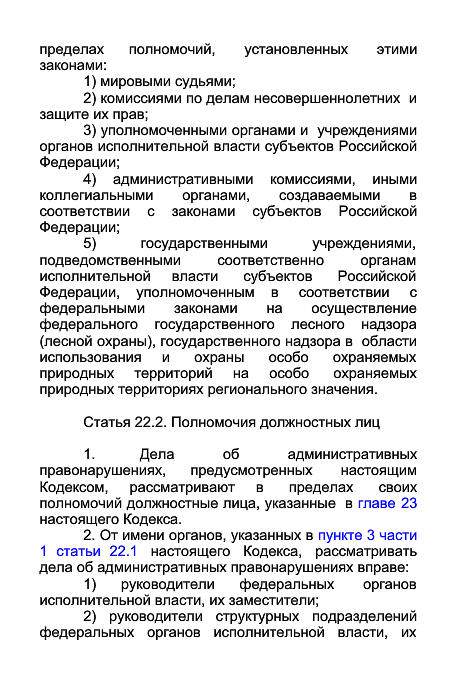 пределах полномочий, установленных этими
законами:
1) мировыми судьями;
2) комиссиями по делам несовершеннолетних и
защите их прав;
3) уполномоченными органами и учреждениями
органов исполнительной власти субъектов Российской
Федерации;
4) административными комиссиями, иными
коллегиальными органами, создаваемыми в
соответствии с законами субъектов Российской
Федерации;
5) государственными учреждениями,
подведомственными соответственно органам
исполнительной власти субъектов Российской
Федерации, уполномоченным в соответствии с
федеральными законами на осуществление
федерального государственного лесного надзора
(лесной охраны), государственного надзора в области
использования и охраны особо охраняемых
природных территорий на особо охраняемых
природных территориях регионального значения.
Статья 22.2. Полномочия должностных лиц
1. Дела об административных
правонарушениях, предусмотренных настоящим
Кодексом, рассматривают в пределах своих
полномочий должностные лица, указанные в главе 23
настоящего Кодекса.
2. От имени органов, указанных в пункте 3 части
1 статьи 22.1 настоящего Кодекса, рассматривать
дела об административных правонарушениях вправе:
1) руководители федеральных органов
исполнительной власти, их заместители;
2) руководители структурных подразделений
федеральных органов исполнительной власти, их